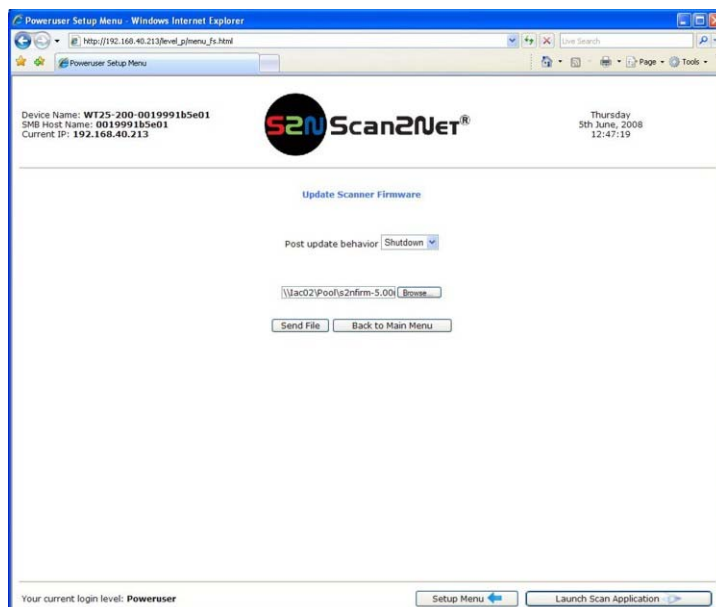 Poweruser Setup Menu - Windows Internet Explorer
http://192.168.40.213/level_p/menu_fs.html
Live Search
Poweruser Setup Menu
Page
Tools
Device Name: WT25-200-0019991b5e01
SMB Host Name: 0019991b5e01
Current IP: 192.168.40.213
S2N Scan2Net®
Thursday
5th June, 2008
12:47:19
Update Scanner Firmware
Post update behavior Shutdown
\\Iac02\Pool\s2nfirm-5.00 Browse...
Send File Back to Main Menu
Your current login level: Poweruser
Setup Menu
Launch Scan Application